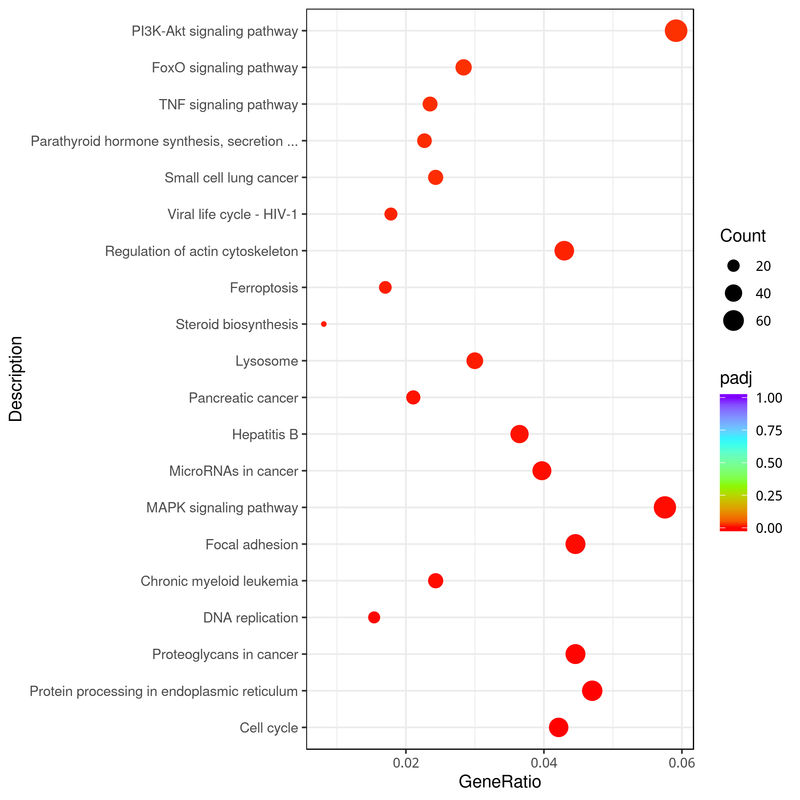 PI3K-Akt signaling pathway
FoxO signaling pathway
TNF signaling pathway
Parathyroid hormone synthesis, secretion ...
Small cell lung cancer
Viral life cycle - HIV-1
Regulation of actin cytoskeleton
Ferroptosis
Steroid biosynthesis
Lysosome
Pancreatic cancer
Hepatitis B
MicroRNAs in cancer
MAPK signaling pathway
Focal adhesion
Chronic myeloid leukemia
DNA replication
Proteoglycans in cancer
Protein processing in endoplasmic reticulum
Cell cycle
Description
0.02 0.04 0.06
GeneRatio
Count
20
40
60
padj
1.00
0.75
0.50
0.25
0.00